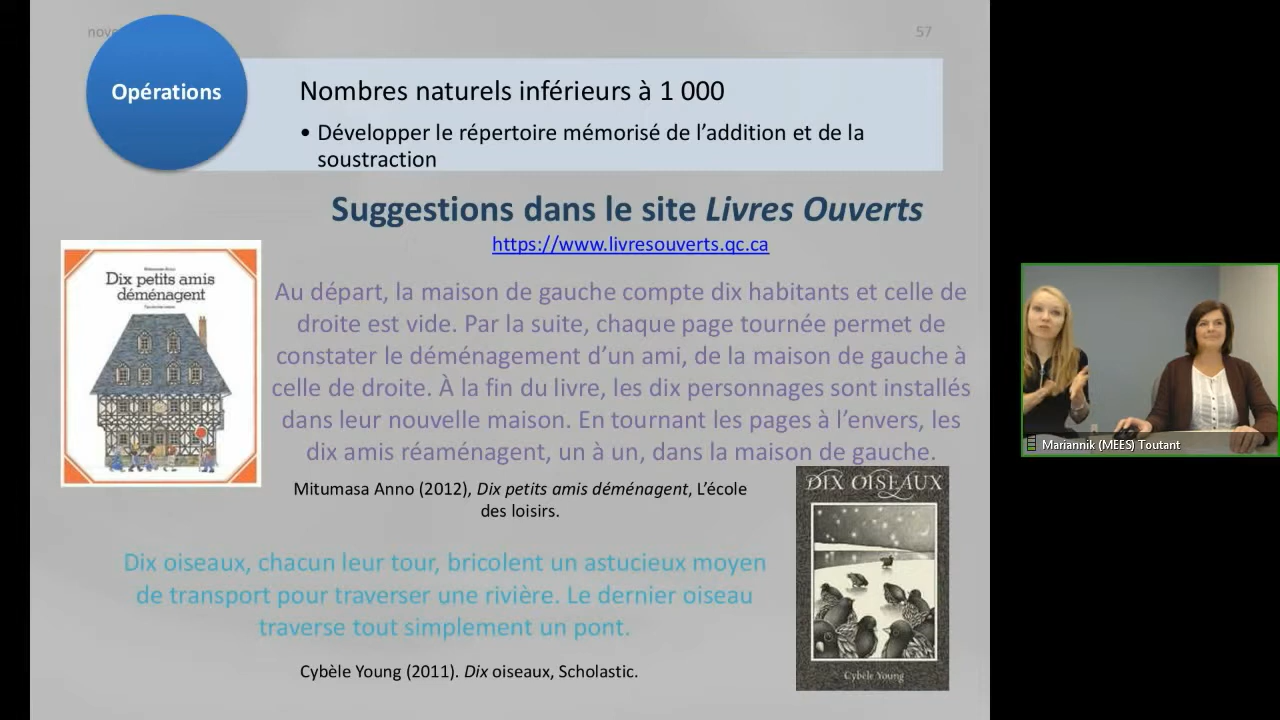 57
Opérations
Nombres naturels inférieurs à 1 000
• Développer le répertoire mémorisé de l'addition et de la
soustraction
Suggestions dans le site Livres Ouverts
https://www.livresouverts.qc.ca
Dix petits amis
déménagent
Au départ, la maison de gauche compte dix habitants et celle de
droite est vide. Par la suite, chaque page tournée permet de
constater le déménagement d'un ami, de la maison de gauche à
celle de droite. À la fin du livre, les dix personnages sont installés
dans leur nouvelle maison. En tournant les pages à l'envers, les
dix amis réaménagent, un à un, dans la maison de gauche.
Mitumasa Anno (2012), Dix petits amis déménagent, L'école
des loisirs.
DIX OISEAUX
Cybèle Young
Dix oiseaux, chacun leur tour, bricolent un astucieux moyen
de transport pour traverser une rivière. Le dernier oiseau
traverse tout simplement un pont.
Cybèle Young (2011). Dix oiseaux, Scholastic.
Mariannik (MEES) Toutant